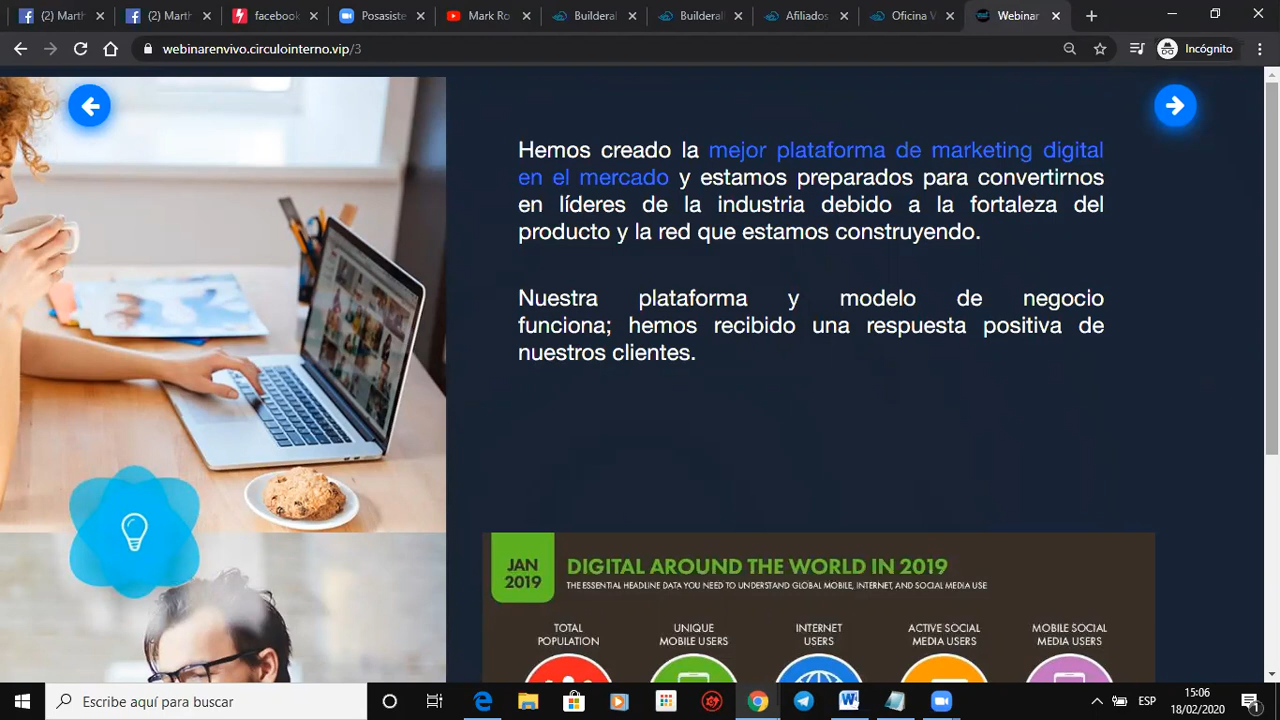 (2) Marth
(2) Marth
facebook
Posasiste
Mark Ro
Builderal
Builderall
Afiliados
Oficina W
Webinar
webinarenvivo.circulointerno.vip/3
Incógnito
Hemos creado la mejor plataforma de marketing digital
en el mercado y estamos preparados para convertirnos
en líderes de la industria debido a la fortaleza del
producto y la red que estamos construyendo.
Nuestra plataforma y modelo de negocio
funciona; hemos recibido una respuesta positiva de
nuestros clientes.
JAN
2019
DIGITAL AROUND THE WORLD IN 2019
THE ESSENTIAL HEADLINE DATA YOU NEED TO UNDERSTAND GLOBAL MOBILE, INTERNET, AND SOCIAL MEDIA USE
TOTAL
POPULATION
UNIQUE
MOBILE USERS
INTERNET
USERS
ACTIVE SOCIAL
MEDIA USERS
MOBILE SOCIAL
MEDIA USERS
Escribe aquí para buscar
ESP
15:06
18/02/2020
1